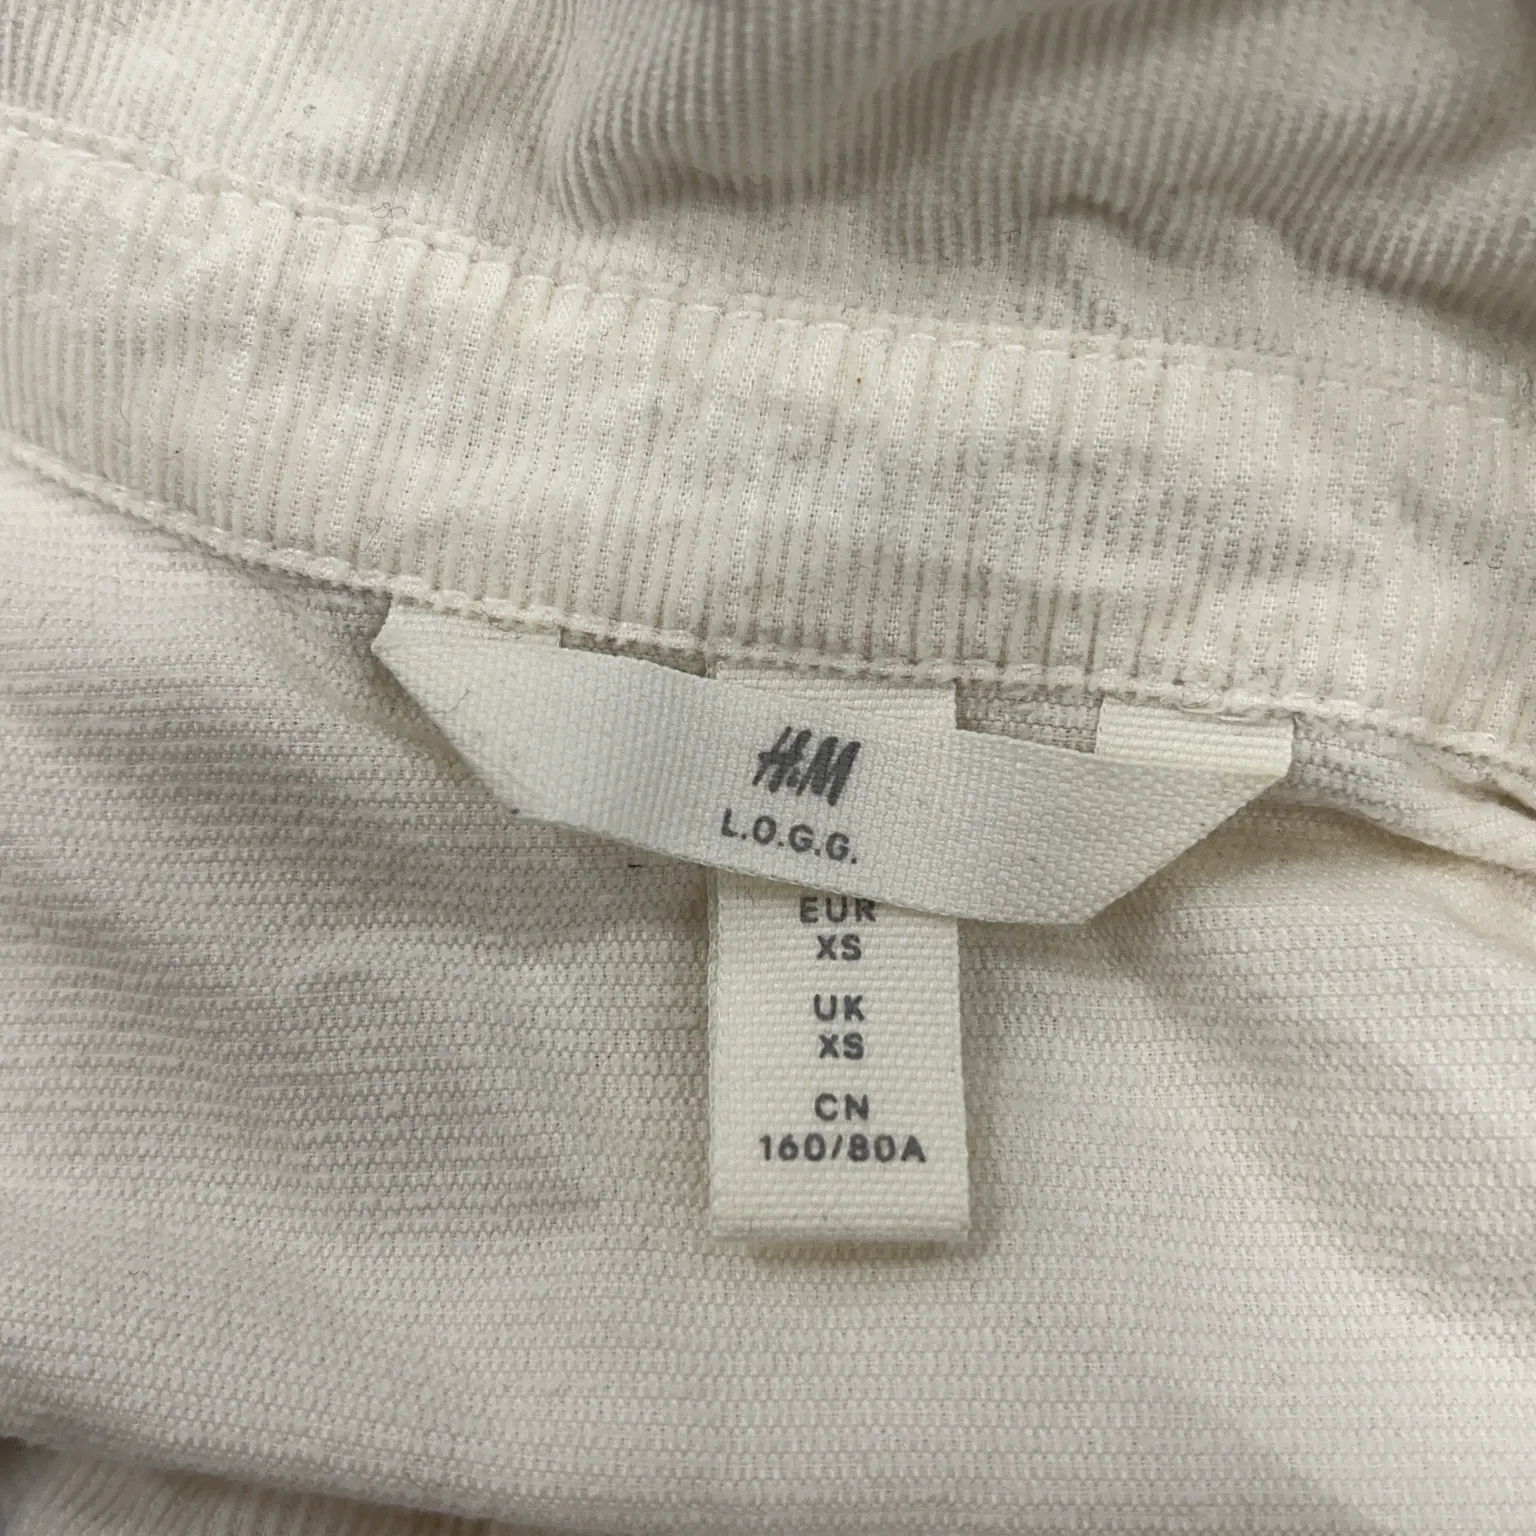 H&M
L.O.G.G.
EUR
XS
UK
XS
CN
160/80A